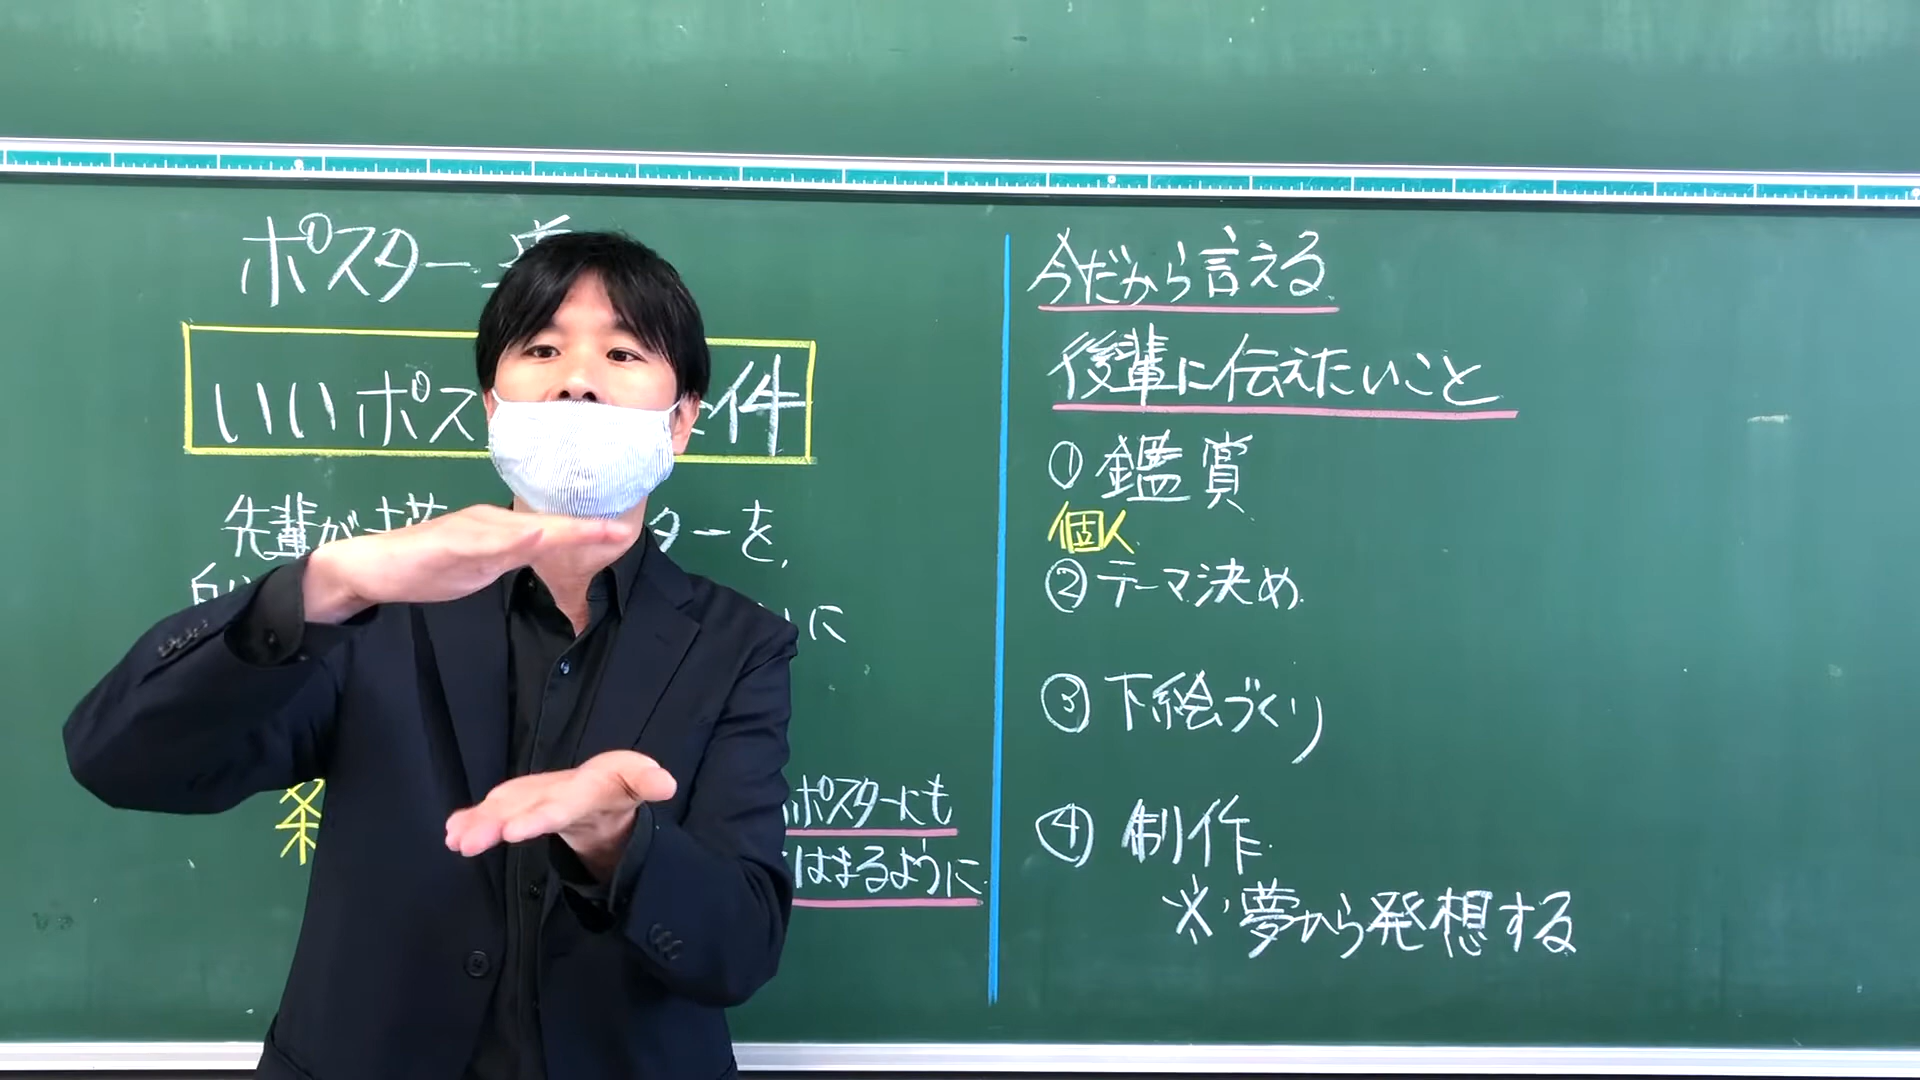 ポスター
いいポス 件
先輩が描 ターを、
に
条
ポスターにも
はまるように
今だから言える
後輩に伝えたいこと
① 鑑賞
個人
② テーマ決め
③ 下絵づくり
④ 制作
※夢から発想する